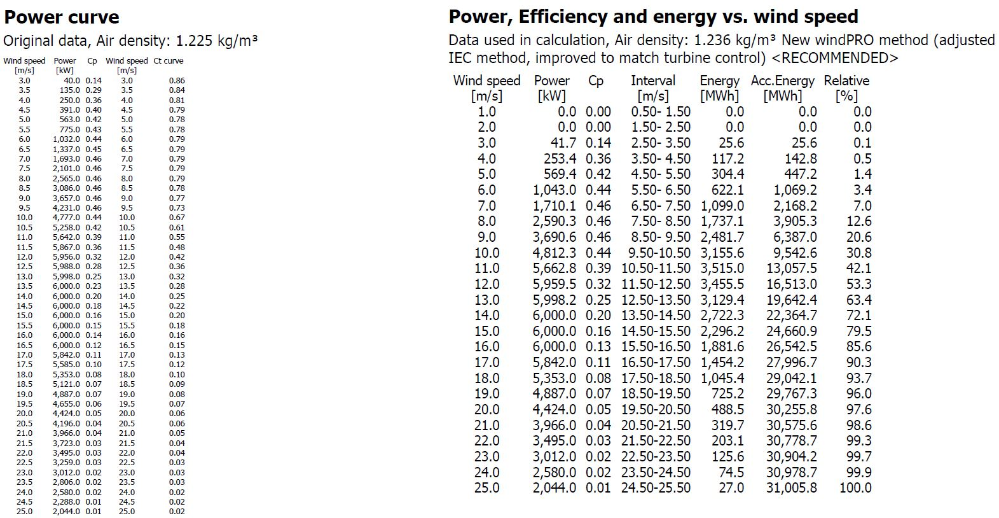 Power curve
Original data, Air density: 1.225 kg/m³
Wind speed Power Cp Wind speed Ct curve
[m/s] [kW] [m/s]
3.0 40.0 0.14 3.0 0.86
3.5 135.0 0.29 3.5 0.84
4.0 250.0 0.36 4.0 0.81
4.5 391.0 0.40 4.5 0.79
5.0 563.0 0.42 5.0 0.78
5.5 775.0 0.43 5.5 0.78
6.0 1,032.0 0.44 6.0 0.79
6.5 1,337.0 0.45 6.5 0.79
7.0 1,693.0 0.46 7.0 0.79
7.5 2,101.0 0.46 7.5 0.79
8.0 2,565.0 0.46 8.0 0.79
8.5 3,086.0 0.46 8.5 0.78
9.0 3,657.0 0.46 9.0 0.77
9.5 4,231.0 0.46 9.5 0.73
10.0 4,777.0 0.44 10.0 0.67
10.5 5,258.0 0.42 10.5 0.61
11.0 5,642.0 0.39 11.0 0.55
11.5 5,867.0 0.36 11.5 0.48
12.0 5,956.0 0.32 12.0 0.42
12.5 5,988.0 0.28 12.5 0.36
13.0 5,998.0 0.25 13.0 0.32
13.5 6,000.0 0.23 13.5 0.28
14.0 6,000.0 0.20 14.0 0.25
14.5 6,000.0 0.18 14.5 0.22
15.0 6,000.0 0.16 15.0 0.20
15.5 6,000.0 0.15 15.5 0.18
16.0 6,000.0 0.14 16.0 0.16
16.5 6,000.0 0.12 16.5 0.15
17.0 5,842.0 0.11 17.0 0.13
17.5 5,585.0 0.10 17.5 0.12
18.0 5,353.0 0.08 18.0 0.10
18.5 5,121.0 0.07 18.5 0.09
19.0 4,887.0 0.07 19.0 0.08
19.5 4,655.0 0.06 19.5 0.07
20.0 4,424.0 0.05 20.0 0.06
20.5 4,196.0 0.04 20.5 0.06
21.0 3,966.0 0.04 21.0 0.05
21.5 3,723.0 0.03 21.5 0.04
22.0 3,495.0 0.03 22.0 0.04
22.5 3,259.0 0.03 22.5 0.03
23.0 3,012.0 0.02 23.0 0.03
23.5 2,806.0 0.02 23.5 0.03
24.0 2,580.0 0.02 24.0 0.02
24.5 2,288.0 0.01 24.5 0.02
25.0 2,044.0 0.01 25.0 0.02
Power, Efficiency and energy vs. wind speed
Data used in calculation, Air density: 1.236 kg/m³ New windPRO method (adjusted
IEC method, improved to match turbine control) <RECOMMENDED>
Wind speed Power Cp Interval Energy Acc.Energy Relative
[m/s] [kW] [m/s] [MWh] [MWh] [%]
1.0 0.0 0.00 0.50- 1.50 0.0 0.0 0.0
2.0 0.0 0.00 1.50- 2.50 0.0 0.0 0.0
3.0 41.7 0.14 2.50- 3.50 25.6 25.6 0.1
4.0 253.4 0.36 3.50- 4.50 117.2 142.8 0.5
5.0 569.4 0.42 4.50- 5.50 304.4 447.2 1.4
6.0 1,043.0 0.44 5.50- 6.50 622.1 1,069.2 3.4
7.0 1,710.1 0.46 6.50- 7.50 1,099.0 2,168.2 7.0
8.0 2,590.3 0.46 7.50- 8.50 1,737.1 3,905.3 12.6
9.0 3,690.6 0.46 8.50- 9.50 2,481.7 6,387.0 20.6
10.0 4,812.3 0.44 9.50-10.50 3,155.6 9,542.6 30.8
11.0 5,662.8 0.39 10.50-11.50 3,515.0 13,057.5 42.1
12.0 5,959.5 0.32 11.50-12.50 3,455.5 16,513.0 53.3
13.0 5,998.2 0.25 12.50-13.50 3,129.4 19,642.4 63.4
14.0 6,000.0 0.20 13.50-14.50 2,722.3 22,364.7 72.1
15.0 6,000.0 0.16 14.50-15.50 2,296.2 24,660.9 79.5
16.0 6,000.0 0.13 15.50-16.50 1,881.6 26,542.5 85.6
17.0 5,842.0 0.11 16.50-17.50 1,454.2 27,996.7 90.3
18.0 5,353.0 0.08 17.50-18.50 1,045.4 29,042.1 93.7
19.0 4,887.0 0.07 18.50-19.50 725.2 29,767.3 96.0
20.0 4,424.0 0.05 19.50-20.50 488.5 30,255.8 97.6
21.0 3,966.0 0.04 20.50-21.50 319.7 30,575.6 98.6
22.0 3,495.0 0.03 21.50-22.50 203.1 30,778.7 99.3
23.0 3,012.0 0.02 22.50-23.50 125.6 30,904.2 99.7
24.0 2,580.0 0.02 23.50-24.50 74.5 30,978.7 99.9
25.0 2,044.0 0.01 24.50-25.50 27.0 31,005.8 100.0